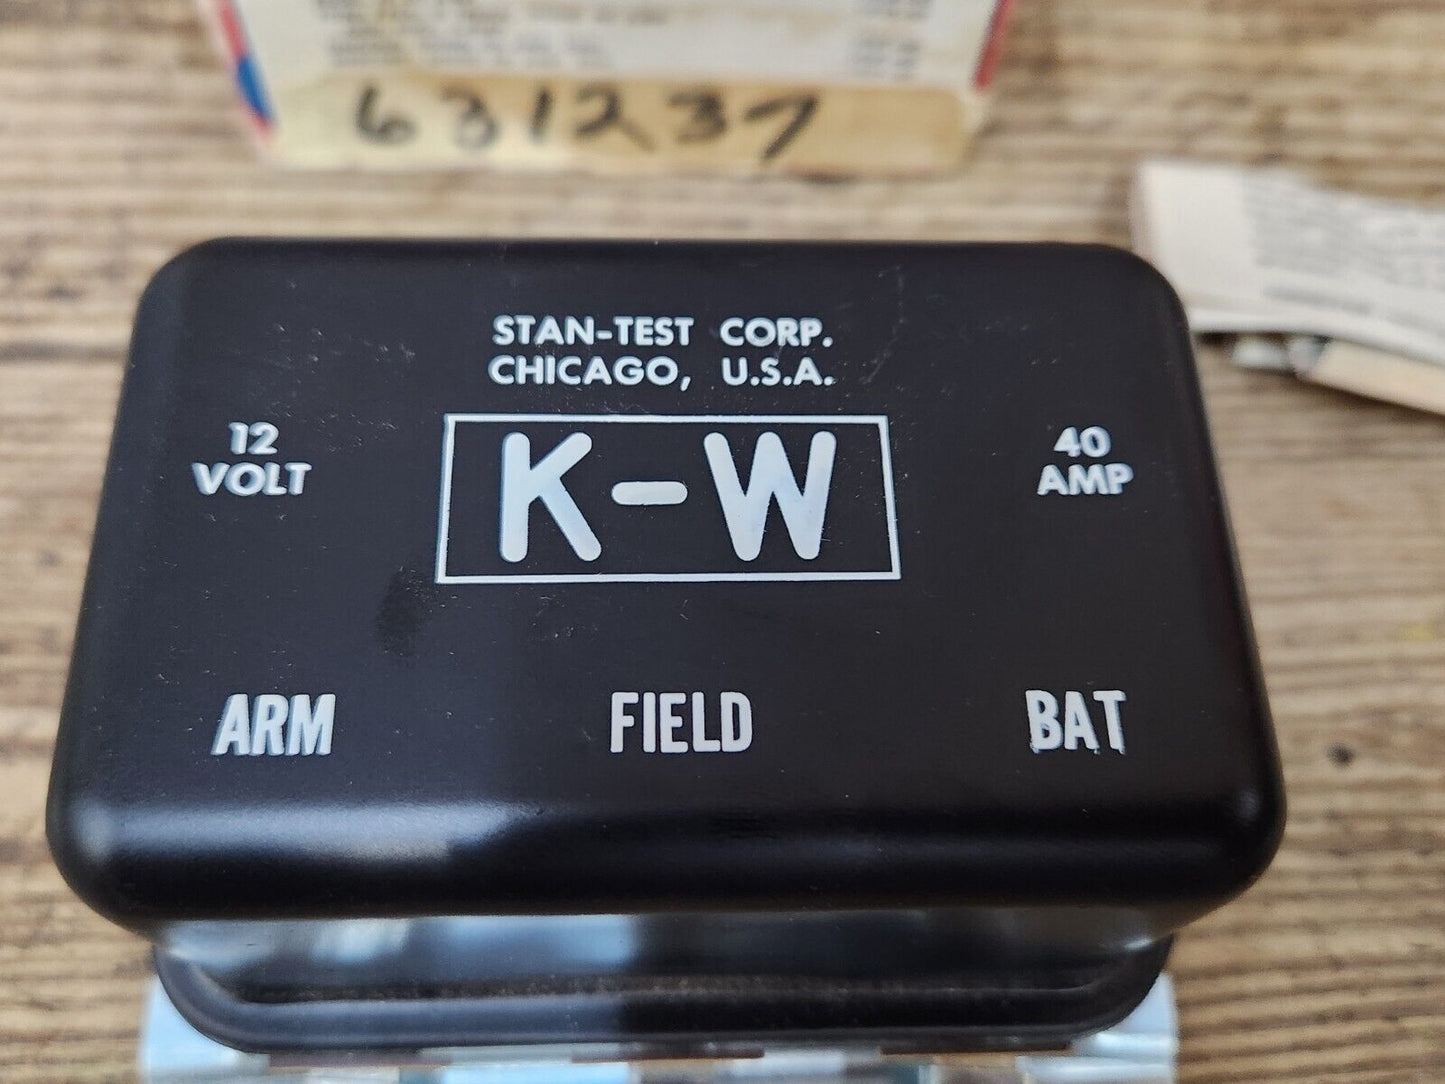 631237
STAN-TEST CORP.
CHICAGO, U.S.A.
12
VOLT
K-W
40
AMP
ARM
FIELD
BAT